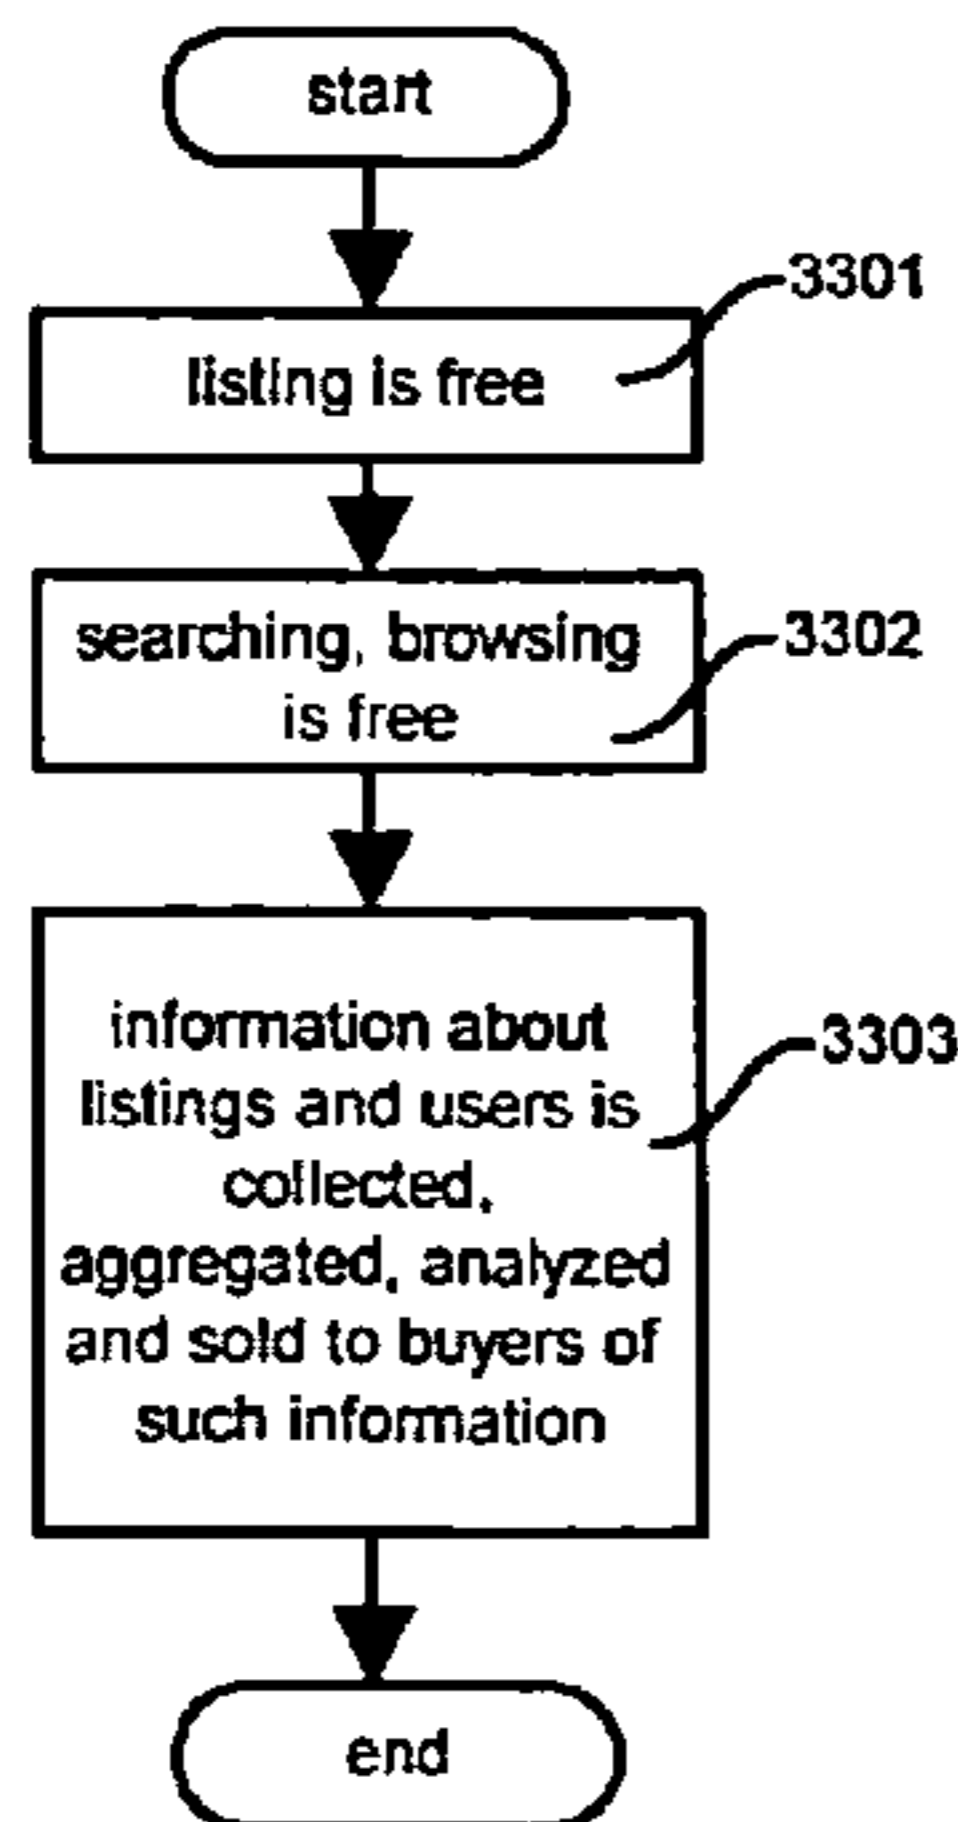 start
3301
listing is free
3302
searching, browsing
is free
3303
information about
listings and users is
collected,
aggregated, analyzed
and sold to buyers of
such information
end